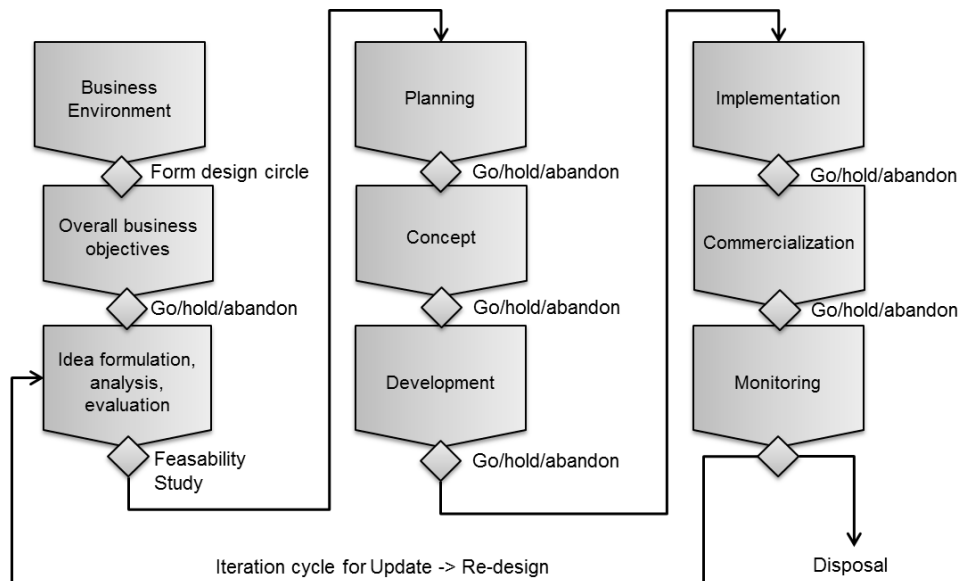 Business
Environment
Form design circle
Overall business
objectives
Go/hold/abandon
Idea formulation,
analysis,
evaluation
Feasability
Study
Planning
Go/hold/abandon
Concept
Go/hold/abandon
Development
Go/hold/abandon
Implementation
Go/hold/abandon
Commercialization
Go/hold/abandon
Monitoring
Disposal
Iteration cycle for Update -> Re-design